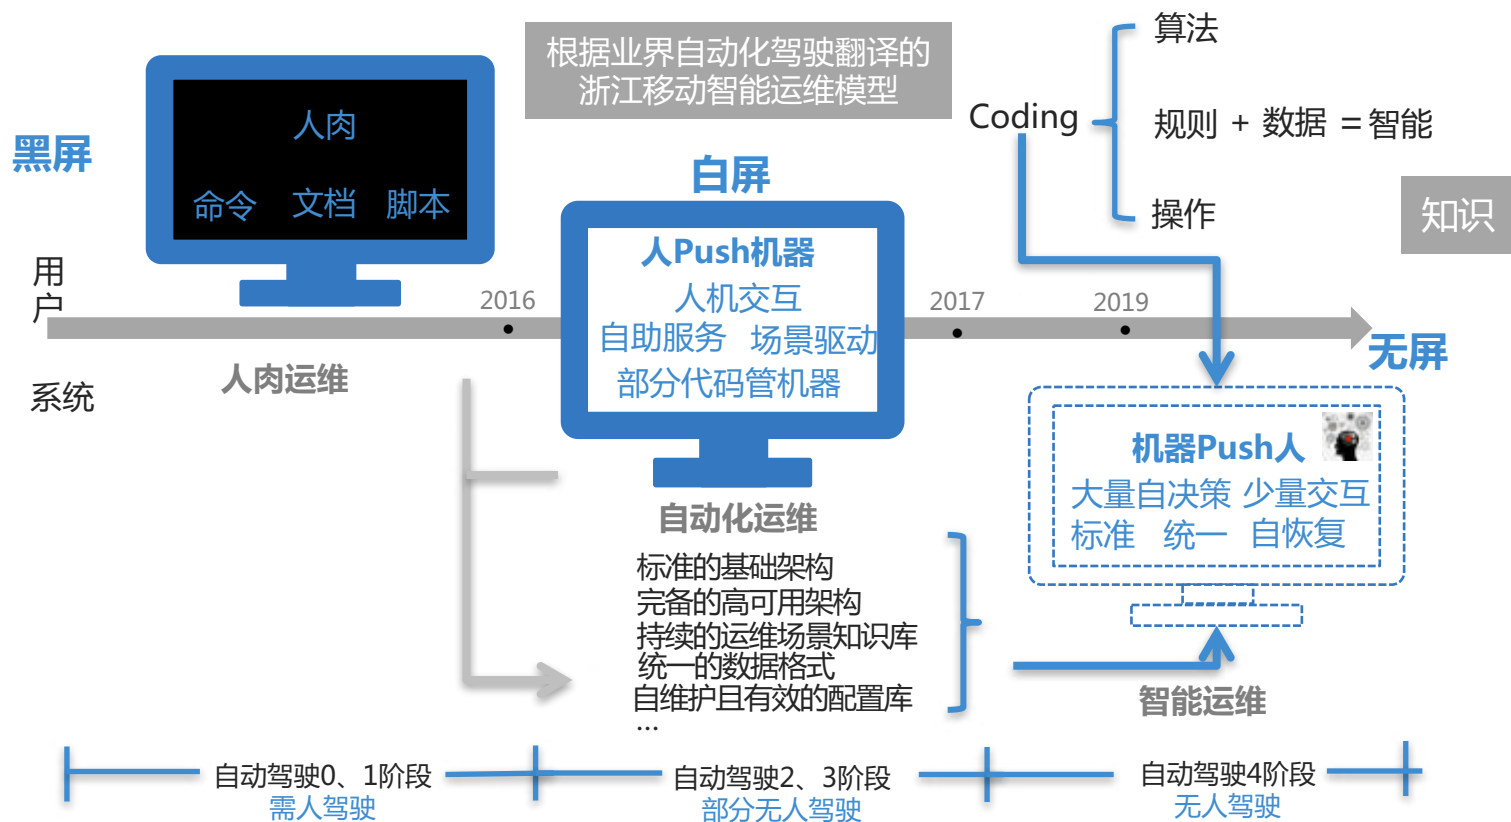 根据业界自动化驾驶翻译的
浙江移动智能运维模型
黑屏
人肉
命令 文档 脚本
白屏
人Push机器
人机交互
自助服务 场景驱动
部分代码管机器
Coding
算法
规则 + 数据 = 智能
操作
知识
用户
系统
2016
2017
2019
无屏
人肉运维
自动化运维
标准的基础架构
完备的高可用架构
持续的运维场景知识库
统一的数据格式
自维护且有效的配置库
...
机器Push人
大量自决策 少量交互
标准 统一 自恢复
智能运维
自动驾驶0、1阶段
需人驾驶
自动驾驶2、3阶段
部分无人驾驶
自动驾驶4阶段
无人驾驶